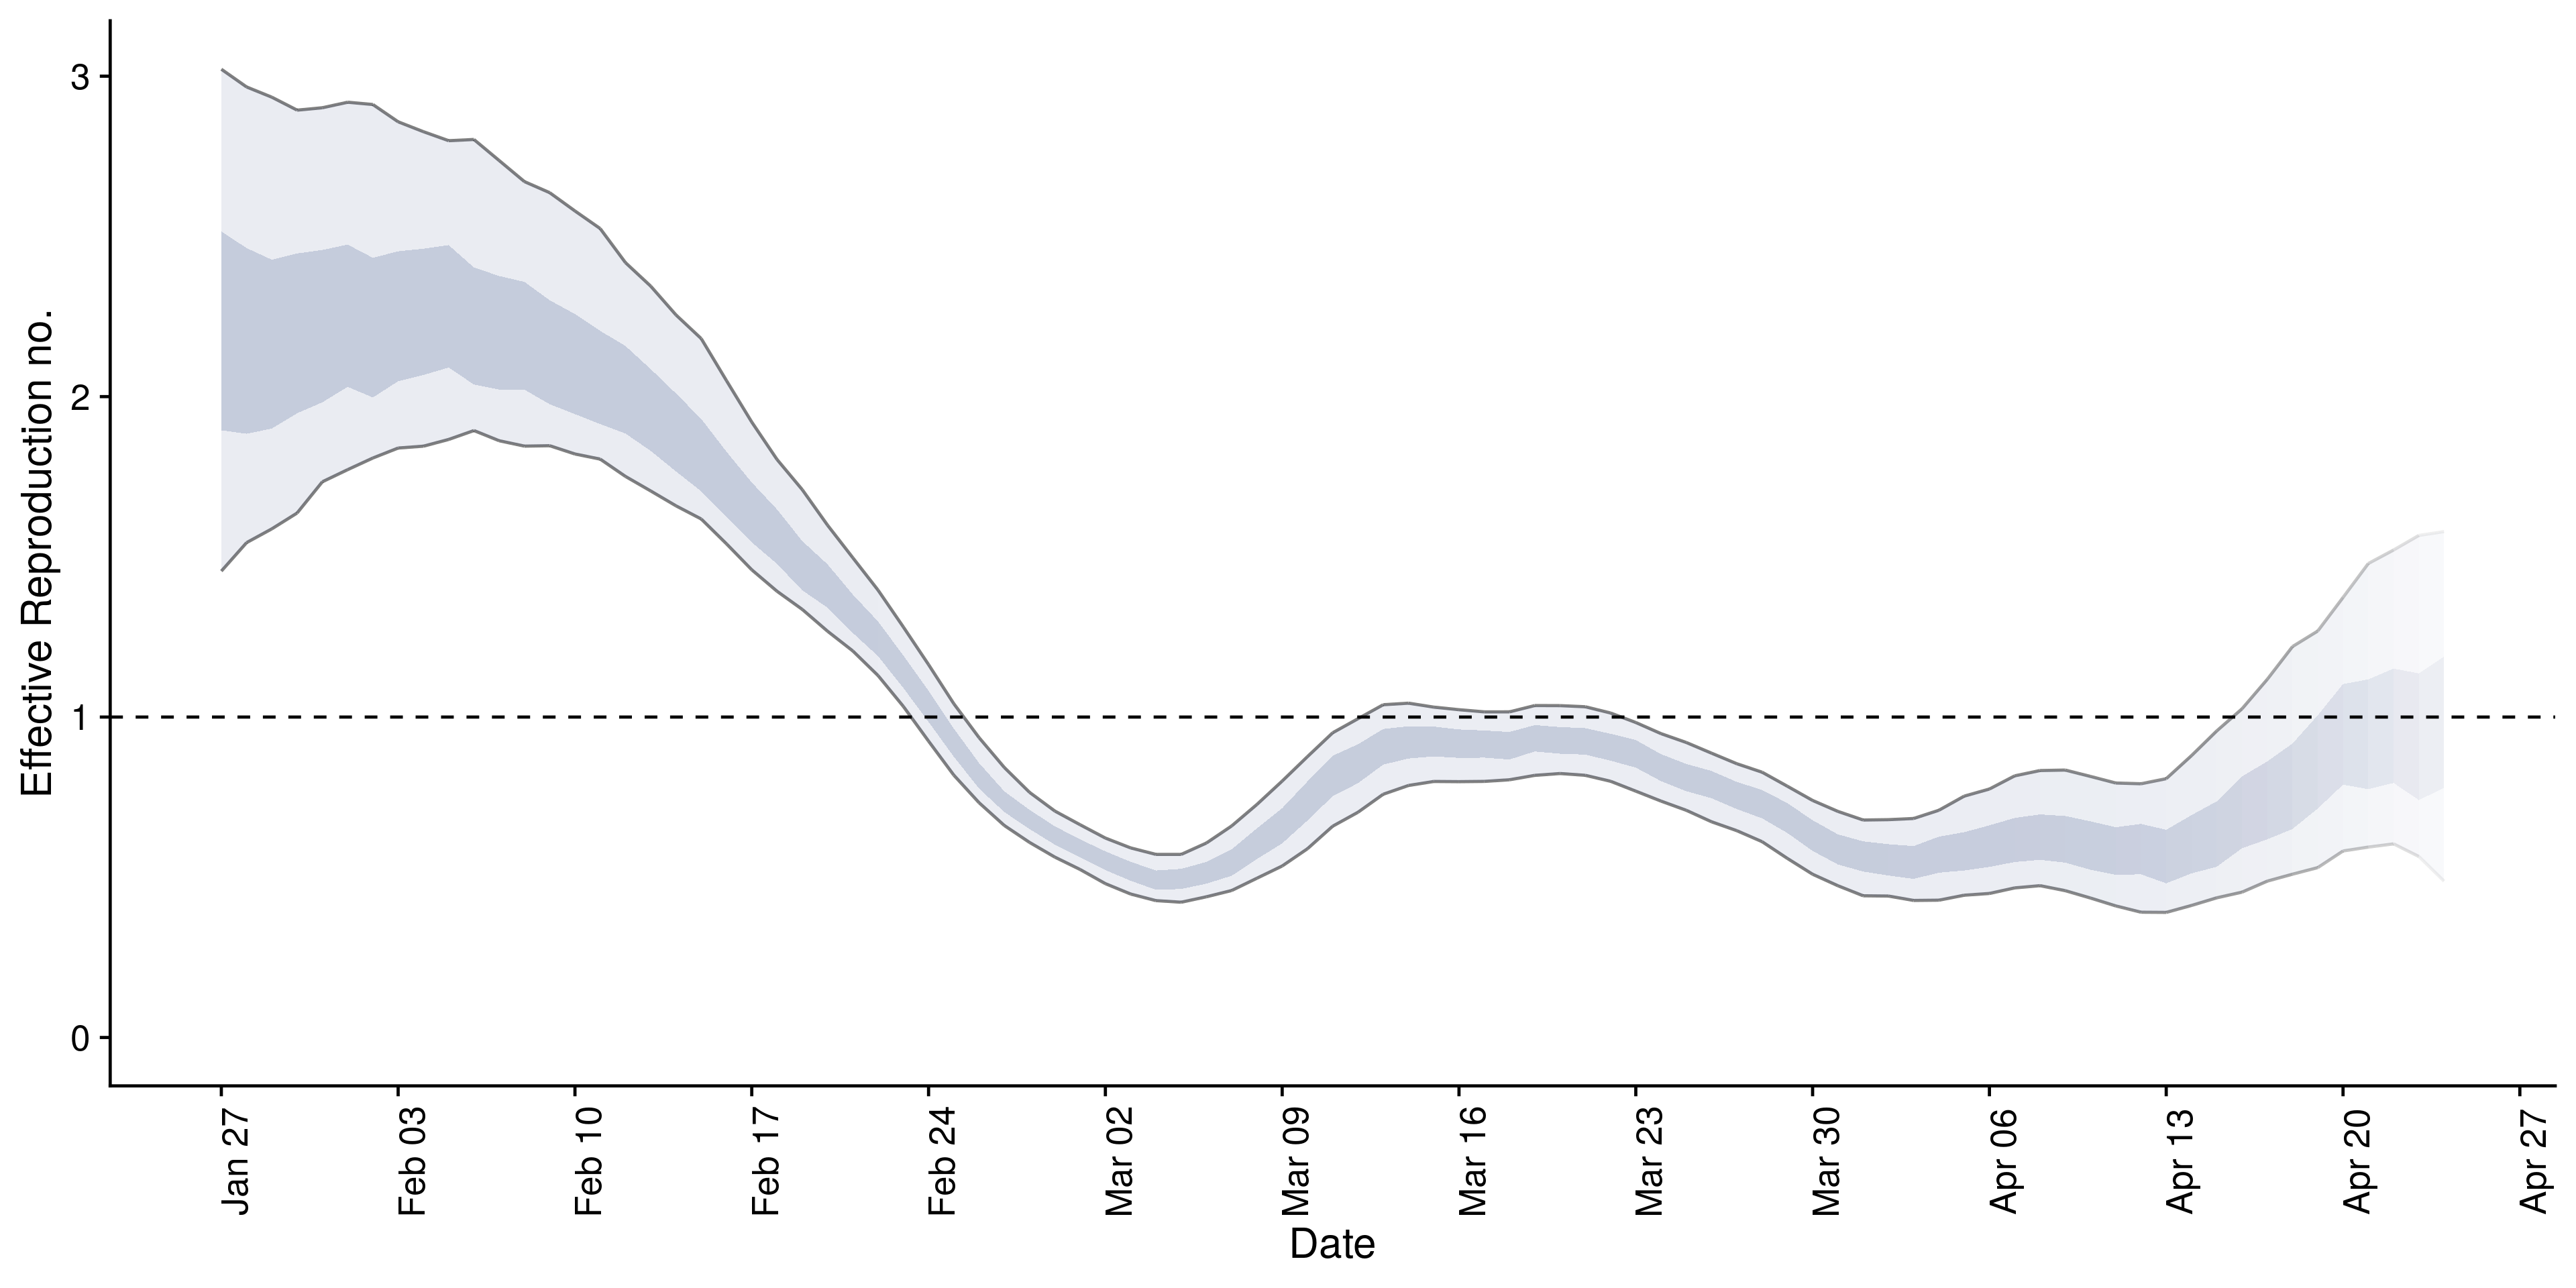 Effective Reproduction no.
3
2
1
0
Jan 27
Feb 03
Feb 10
Feb 17
Feb 24
Mar 02
Mar 09
Mar 16
Mar 23
Mar 30
Apr 06
Apr 13
Apr 20
Apr 27
Date